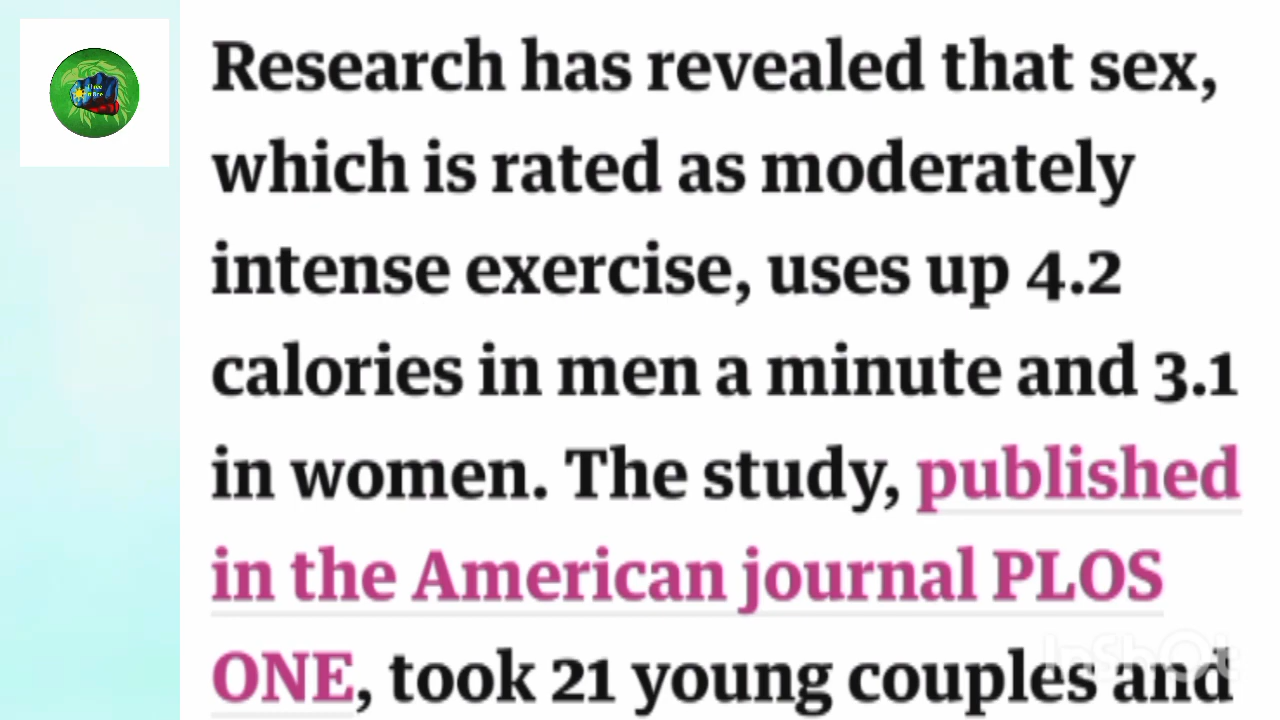 Research has revealed that sex,
which is rated as moderately
intense exercise, uses up 4.2
calories in men a minute and 3.1
in women. The study, published
in the American journal PLOS
ONE, took 21 young couples and
InShOt